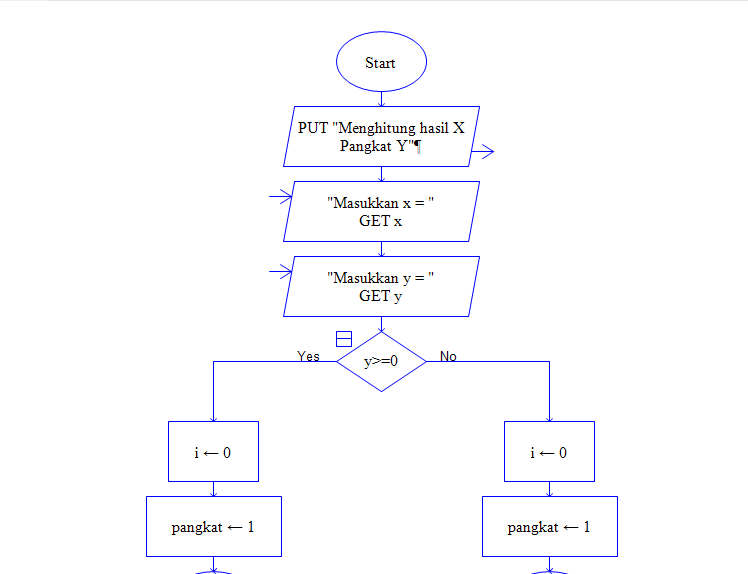 Start
PUT "Menghitung hasil X
Pangkat Y"¶
"Masukkan x = "
GET x
"Masukkan y = "
GET y
Yes
y>=0
No
i ← 0
i ← 0
pangkat ← 1
pangkat ← 1